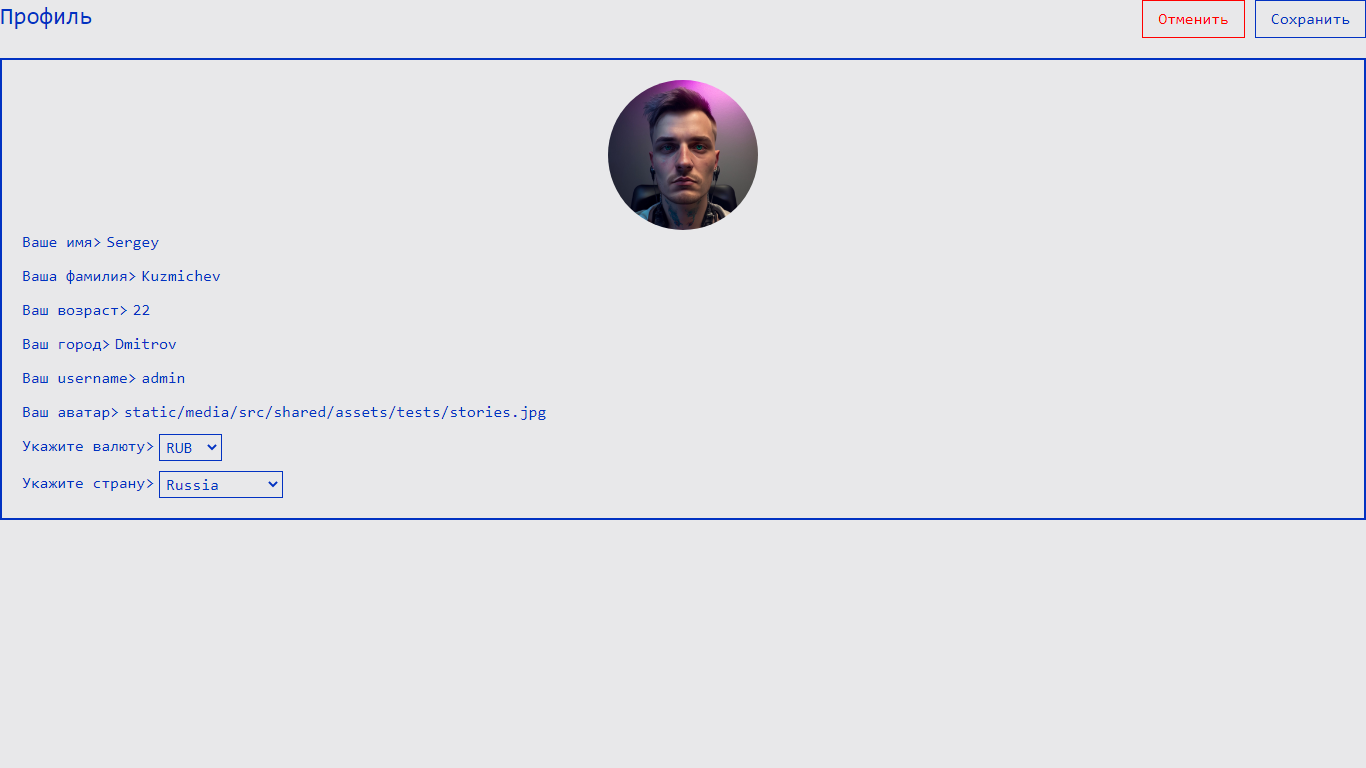 Профиль
Отменить
Сохранить
Ваше имя> Sergey
Ваша фамилия> Kuzmichev
Ваш возраст> 22
Ваш город> Dmitrov
Ваш username> admin
Ваш аватар> static/media/src/shared/assets/tests/stories.jpg
Укажите валюту> RUB
Укажите страну> Russia